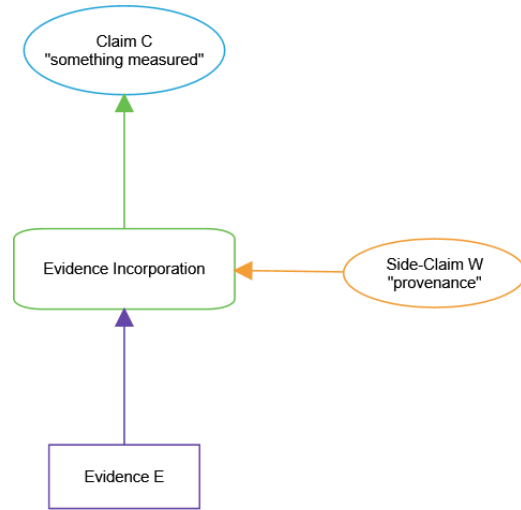 Claim C
"something measured"
Evidence Incorporation
Side-Claim W
"provenance"
Evidence E